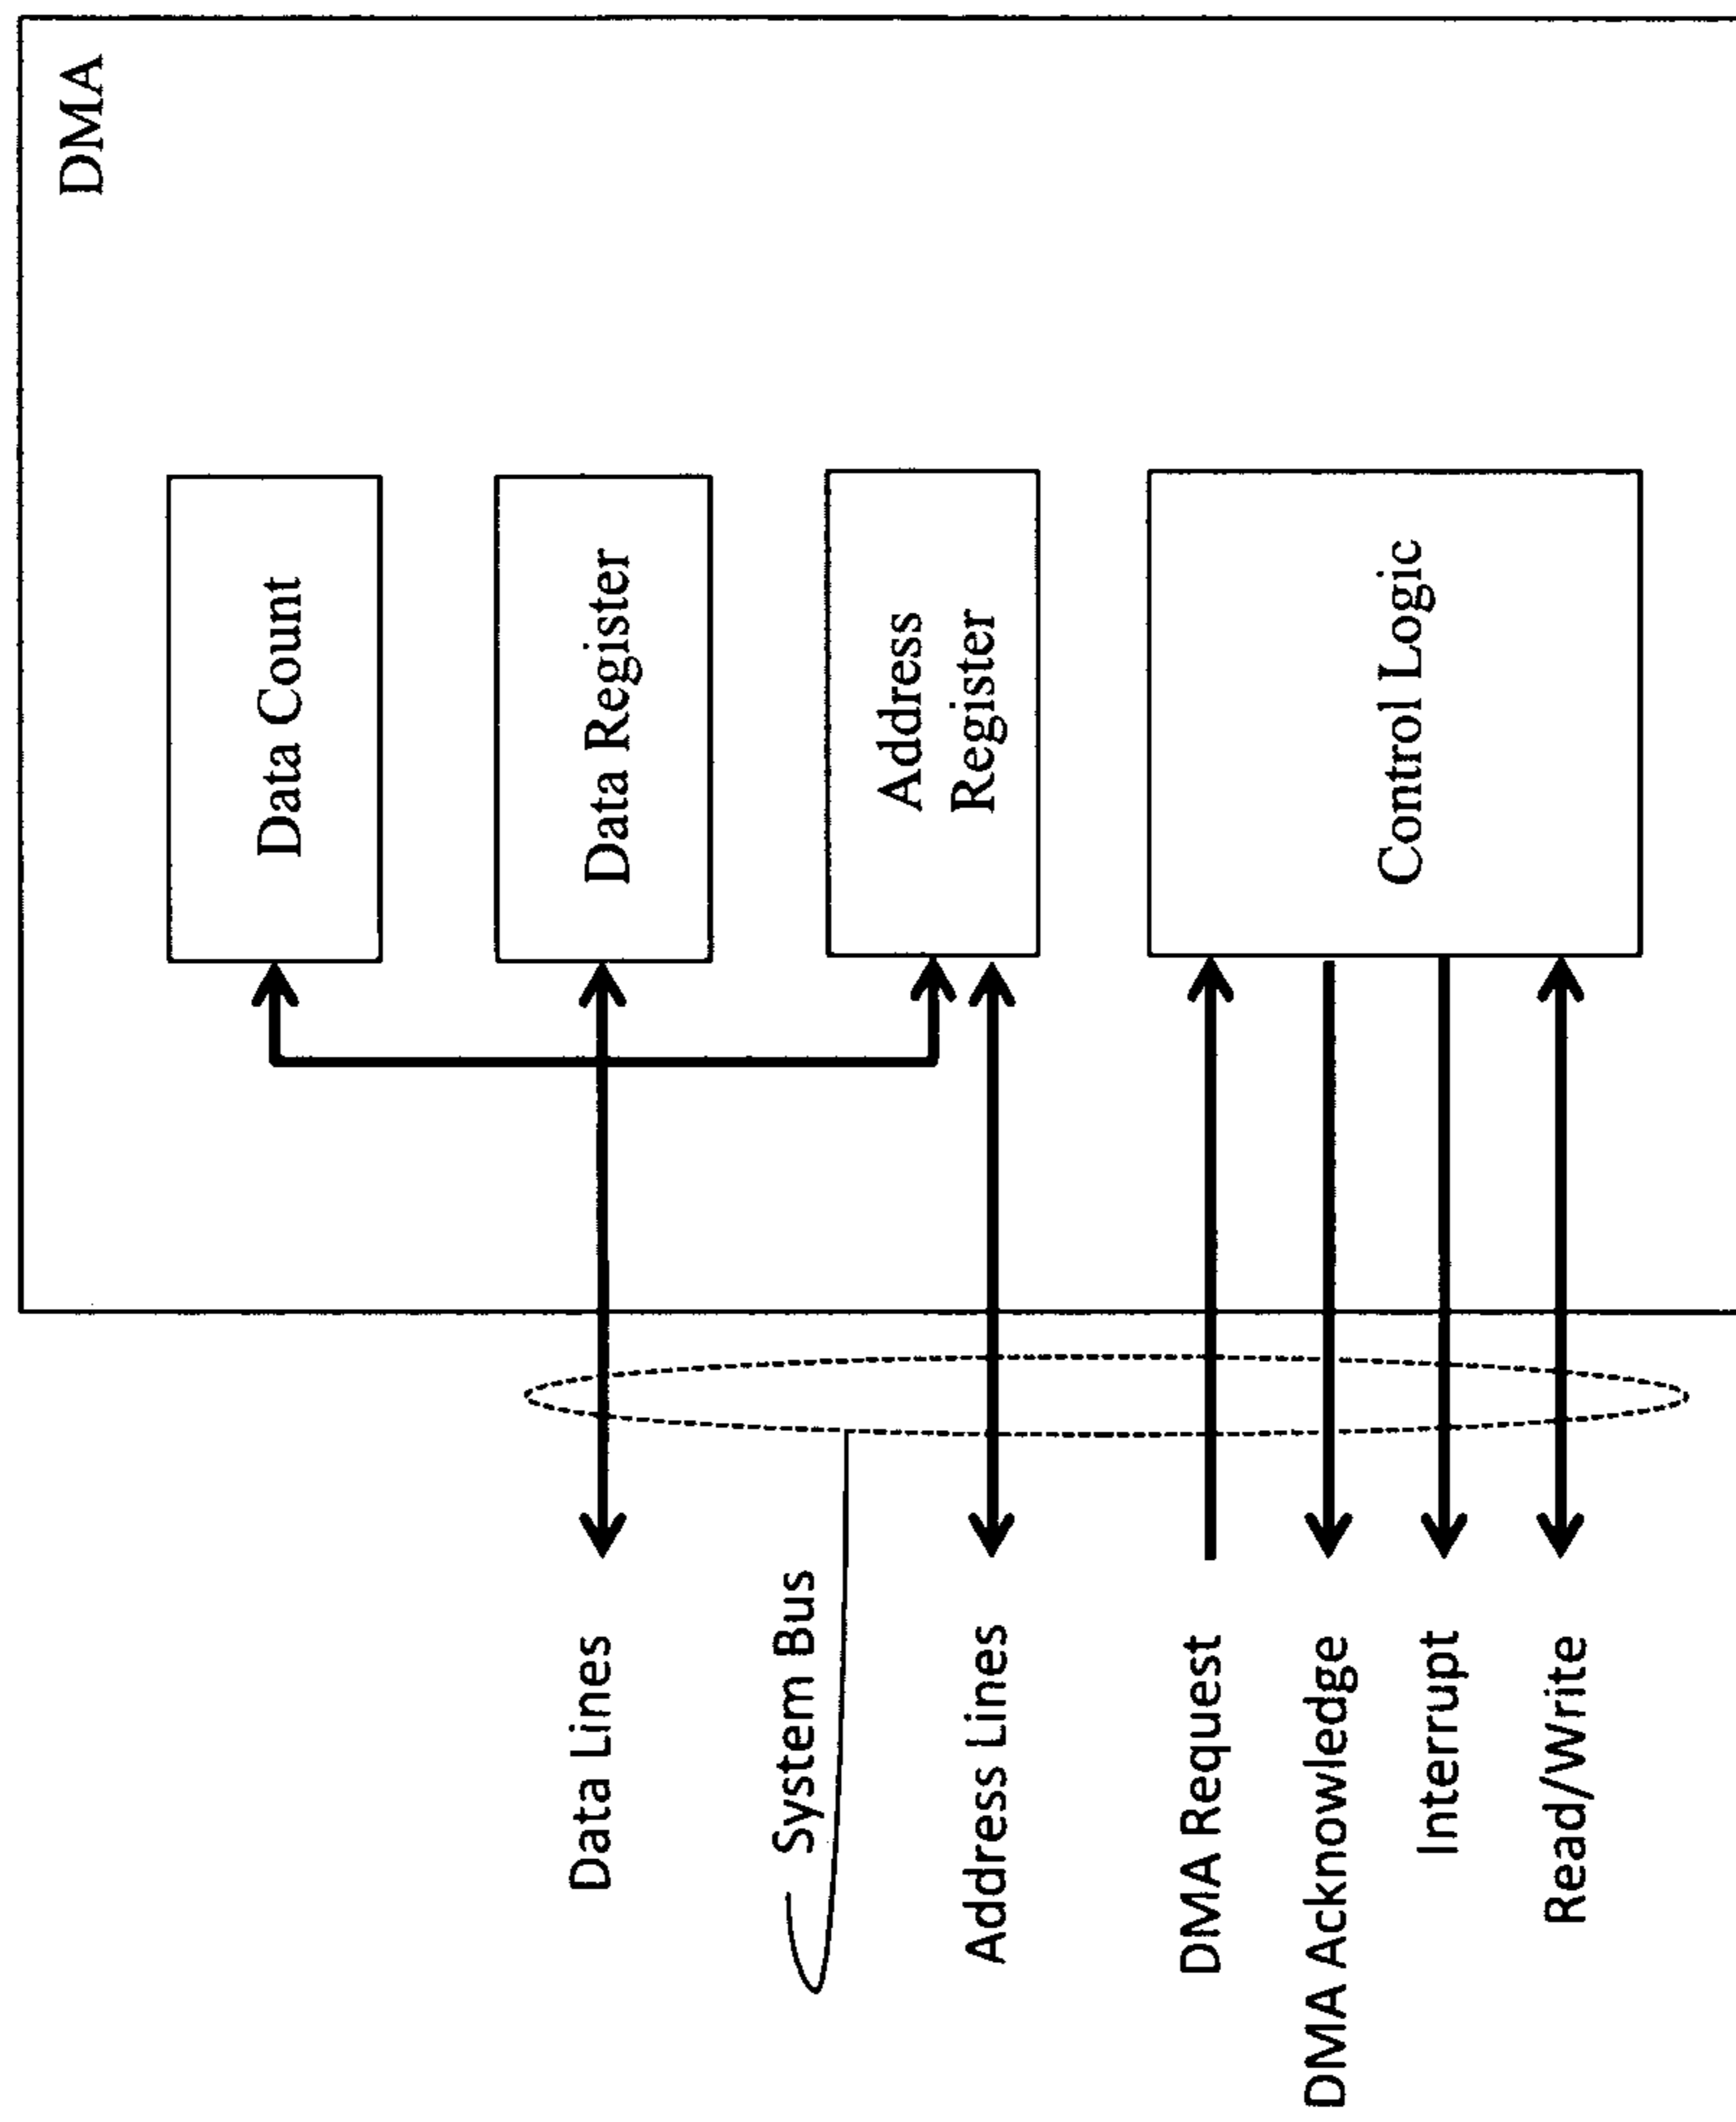 DMA
Data Count
Data Register
Address
Register
Control Logic
Data Lines
System Bus
Address Lines
DMA Request
DMA Acknowledge
Interrupt
Read/Write